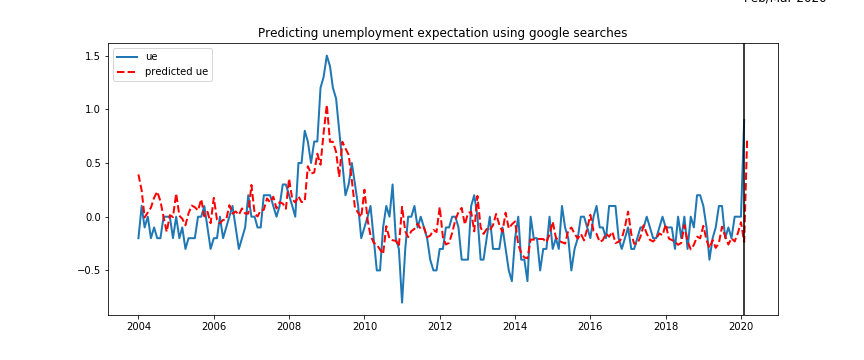 Feb/Mar 2020
Predicting unemployment expectation using google searches
ue
predicted ue
1.5
1.0
0.5
0.0
−0.5
2004 2006 2008 2010 2012 2014 2016 2018 2020